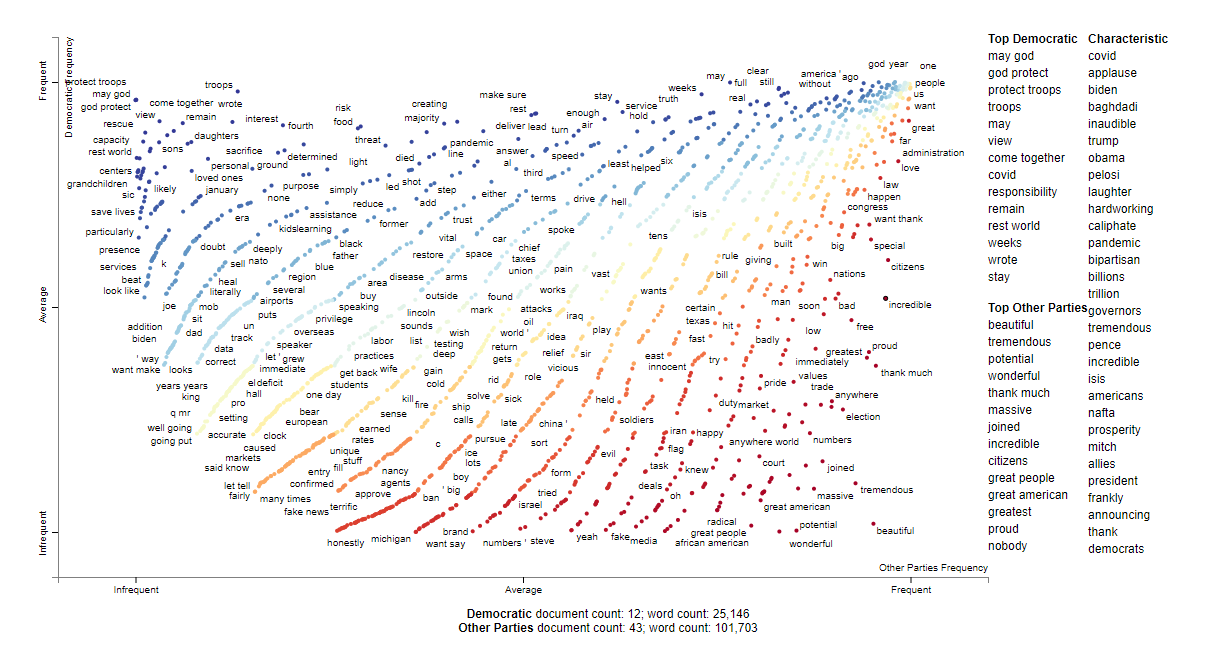 Top Democratic Characteristic
may god covid
god protect applause
protect troops biden
troops baghdadi
may inaudible
view trump
come together obama
covid pelosi
responsibility laughter
remain hardworking
rest world caliphate
weeks pandemic
wrote bipartisan
stay billions
trillion
Top Other Parties governors
beautiful tremendous
tremendous pence
potential incredible
wonderful isis
thank much americans
massive nafta
joined prosperity
incredible mitch
citizens allies
great people president
great american frankly
greatest announcing
proud thank
nobody democrats
Democratic Frequency
Frequent
Average
Infrequent
god year one
clear
may full still america ' ago people
protect troops troops weeks without
may god make sure stay truth real us
god protect come together wrote creating rest enough service want
view remain interest risk majority hold
rescue fourth food deliver lead turn air great
capacity daughters threat pandemic answer far
rest world sons sacrifice determined light died line al speed least six administration
centers personal ground third helped love
grandchildren loved ones purpose simply led shot step either law
sic likely january none reduce add terms drive hell happen
save lives era assistance trust isis congress want thank
particularly kidslearning former spoke
presence doubt deeply black vital car chief tens built big special
services k sell nato father restore space taxes rule giving win citizens
beat heal region blue disease arms union pain vast bill nations
look like literally several area
joe mob airports buy outside found works wants man soon bad incredible
addition sit puts privilege speaking lincoln mark attacks iraq certain
biden dad un overseas sounds oil texas hit free
track speaker labor list wish world ' idea play fast badly low
' way data let ' grew practices testing return relief sir east greatest proud
want make looks correct immediate get back wife deep gets vicious innocent try immediately thank much
years years el deficit students gain rid role pride values
king hall one day cold trade anywhere
q mr pro bear kill fire solve sick held duty market election
well going setting european sense ship calls late china ' soldiers
going put accurate clock earned pursue sort iran happy anywhere world numbers
caused rates c flag
markets unique stuff ice evil task knew court joined
said know entry fill nancy lots form
let tell confirmed agents boy deals tremendous
fairly many times approve ban ' big tried oh massive
fake news terrific israel great american
honestly michigan brand radical potential beautiful
want say numbers ' steve yeah fake media great people wonderful
african american
Other Parties Frequency
Infrequent Average Frequent
Democratic document count: 12; word count: 25,146
Other Parties document count: 43; word count: 101,703